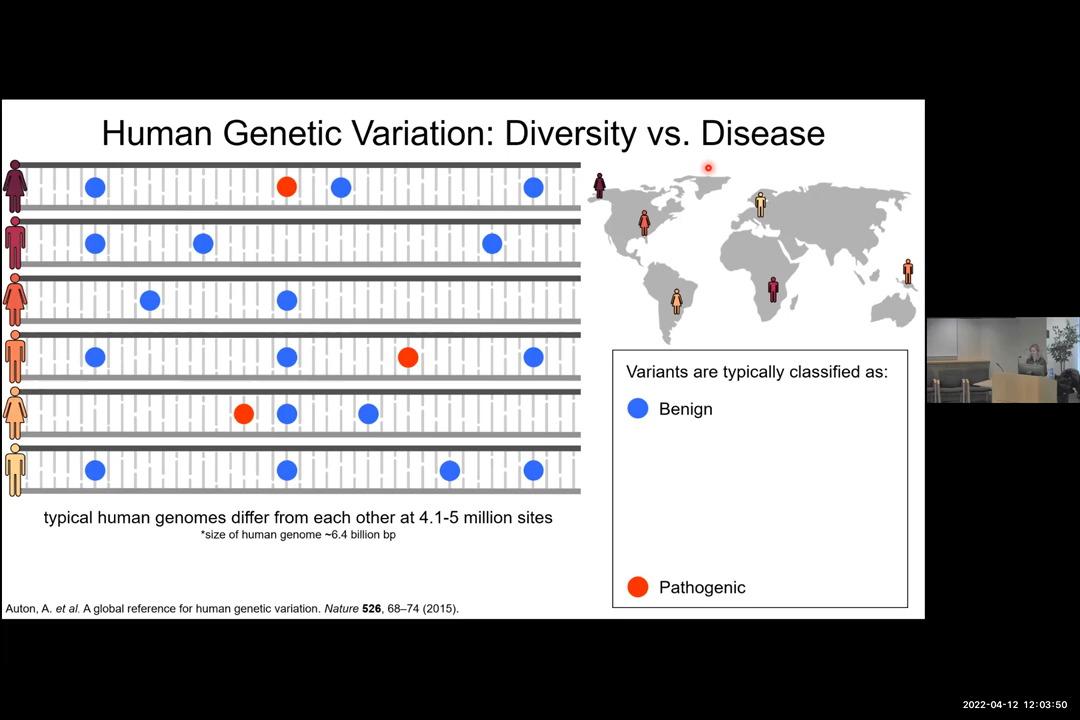 Human Genetic Variation: Diversity vs. Disease
typical human genomes differ from each other at 4.1-5 million sites
*size of human genome ~6.4 billion bp
Auton, A. et al. A global reference for human genetic variation. Nature 526, 68–74 (2015).
Variants are typically classified as:
Benign
Pathogenic
2022-04-12 12:03:50